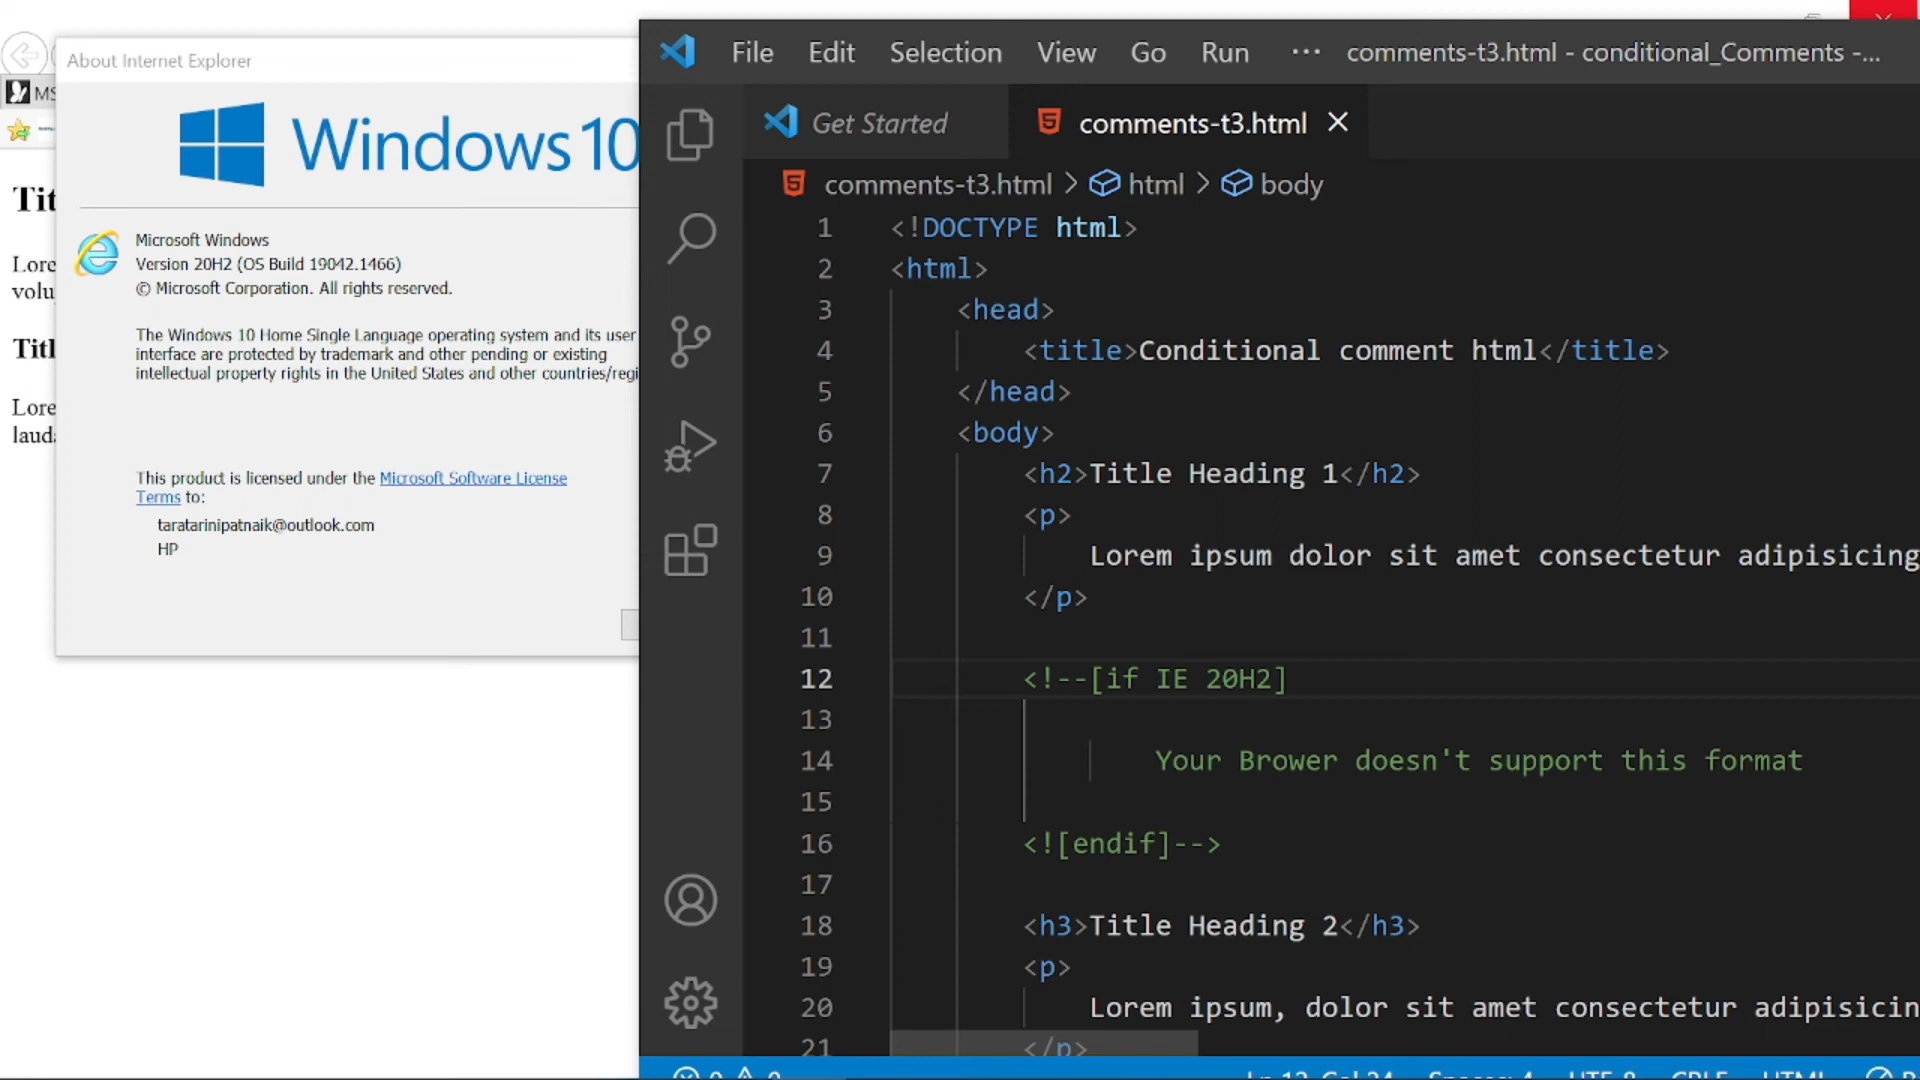 About Internet Explorer
Windows 10
Microsoft Windows
Version 20H2 (OS Build 19042.1466)
© Microsoft Corporation. All rights reserved.
The Windows 10 Home Single Language operating system and its user
interface are protected by trademark and other pending or existing
intellectual property rights in the United States and other countries/regi
This product is licensed under the Microsoft Software License
Terms to:
taratarinipatnaik@outlook.com
HP
MS
Tit
Lore
volu
Titl
Lore
lauda
File Edit Selection View Go Run ··· comments-t3.html - conditional_Comments -...
Get Started comments-t3.html
comments-t3.html > html > body
1 <!DOCTYPE html>
2 <html>
3 <head>
4 <title>Conditional comment html</title>
5 </head>
6 <body>
7 <h2>Title Heading 1</h2>
8 <p>
9 Lorem ipsum dolor sit amet consectetur adipisicing
10 </p>
11
12 <!--[if IE 20H2]
13
14 Your Brower doesn't support this format
15
16 <![endif]-->
17
18 <h3>Title Heading 2</h3>
19 <p>
20 Lorem ipsum, dolor sit amet consectetur adipisicin
21 </p>